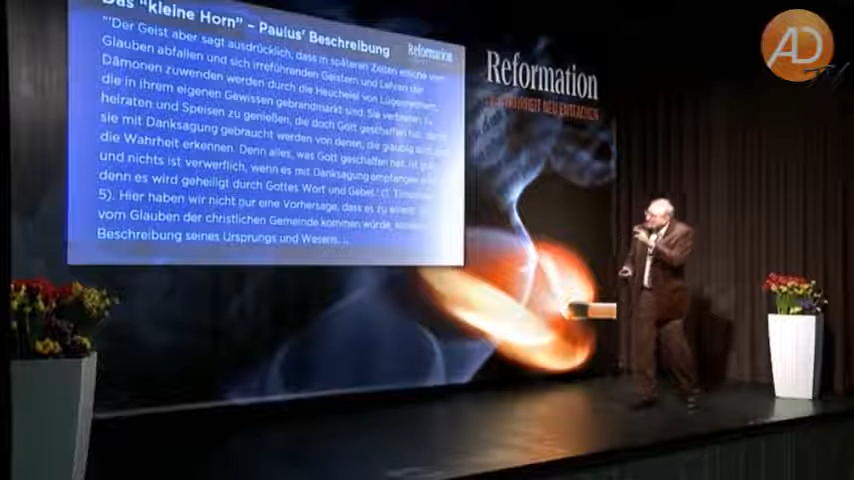 Das “kleine Horn” – Paulus’ Beschreibung
Reformation
“‘Der Geist aber sagt ausdrücklich, dass in späteren Zeiten etliche vom
Glauben abfallen und sich irreführenden Geistern und Lehren der
Dämonen zuwenden werden durch die Heuchelei von Lügenrednern,
die in ihrem eigenen Gewissen gebrandmarkt sind. Sie verbieten zu
heiraten und Speisen zu genießen, die doch Gott geschaffen hat,
sie mit Danksagung gebraucht werden von denen, die gläubig sind
die Wahrheit erkennen. Denn alles, was Gott geschaffen hat, ist gut
und nichts ist verwerflich, wenn es mit Danksagung empfangen
denn es wird geheiligt durch Gottes Wort und Gebet.’ (1.
5). Hier haben wir nicht nur eine Vorhersage, dass es zu einem
vom Glauben der christlichen Gemeinde kommen würde,
Beschreibung seines Ursprungs und Wesens. …
Reformation
NEU ENTFACHEN
AD
TV